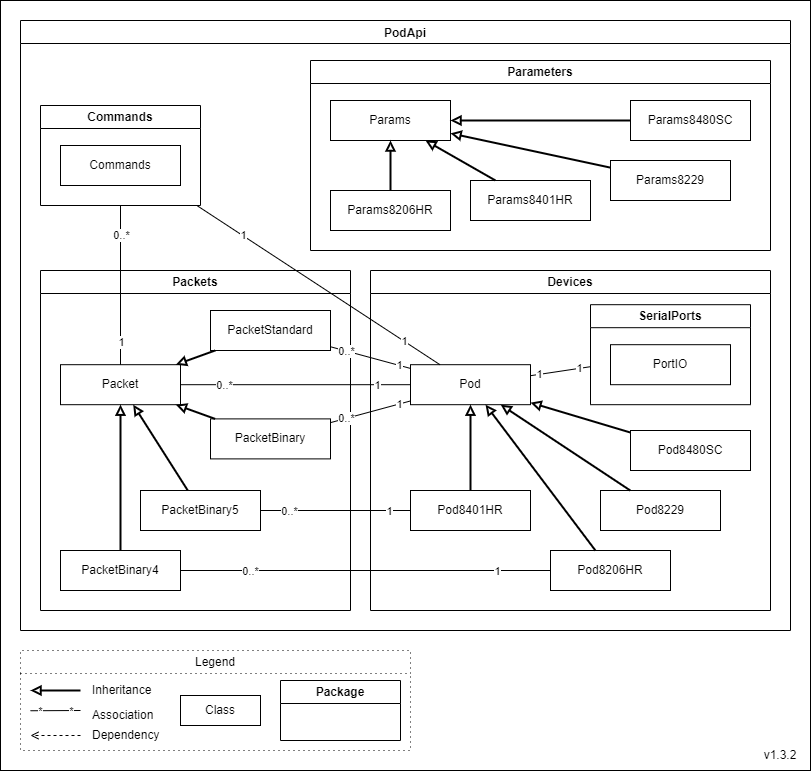 PodApi
Parameters
Params
Params8480SC
Params8229
Params8401HR
Params8206HR
Commands
Commands
0..*
1
1
1
Packets
PacketStandard
Packet
PacketBinary
PacketBinary5
PacketBinary4
0..*
1
0..*
1
0..*
1
0..*
1
0..*
1
Devices
SerialPorts
PortIO
1
1
Pod
Pod8480SC
Pod8401HR
Pod8229
Pod8206HR
Legend
Inheritance
* *
Association
Dependency
Class
Package
v1.3.2